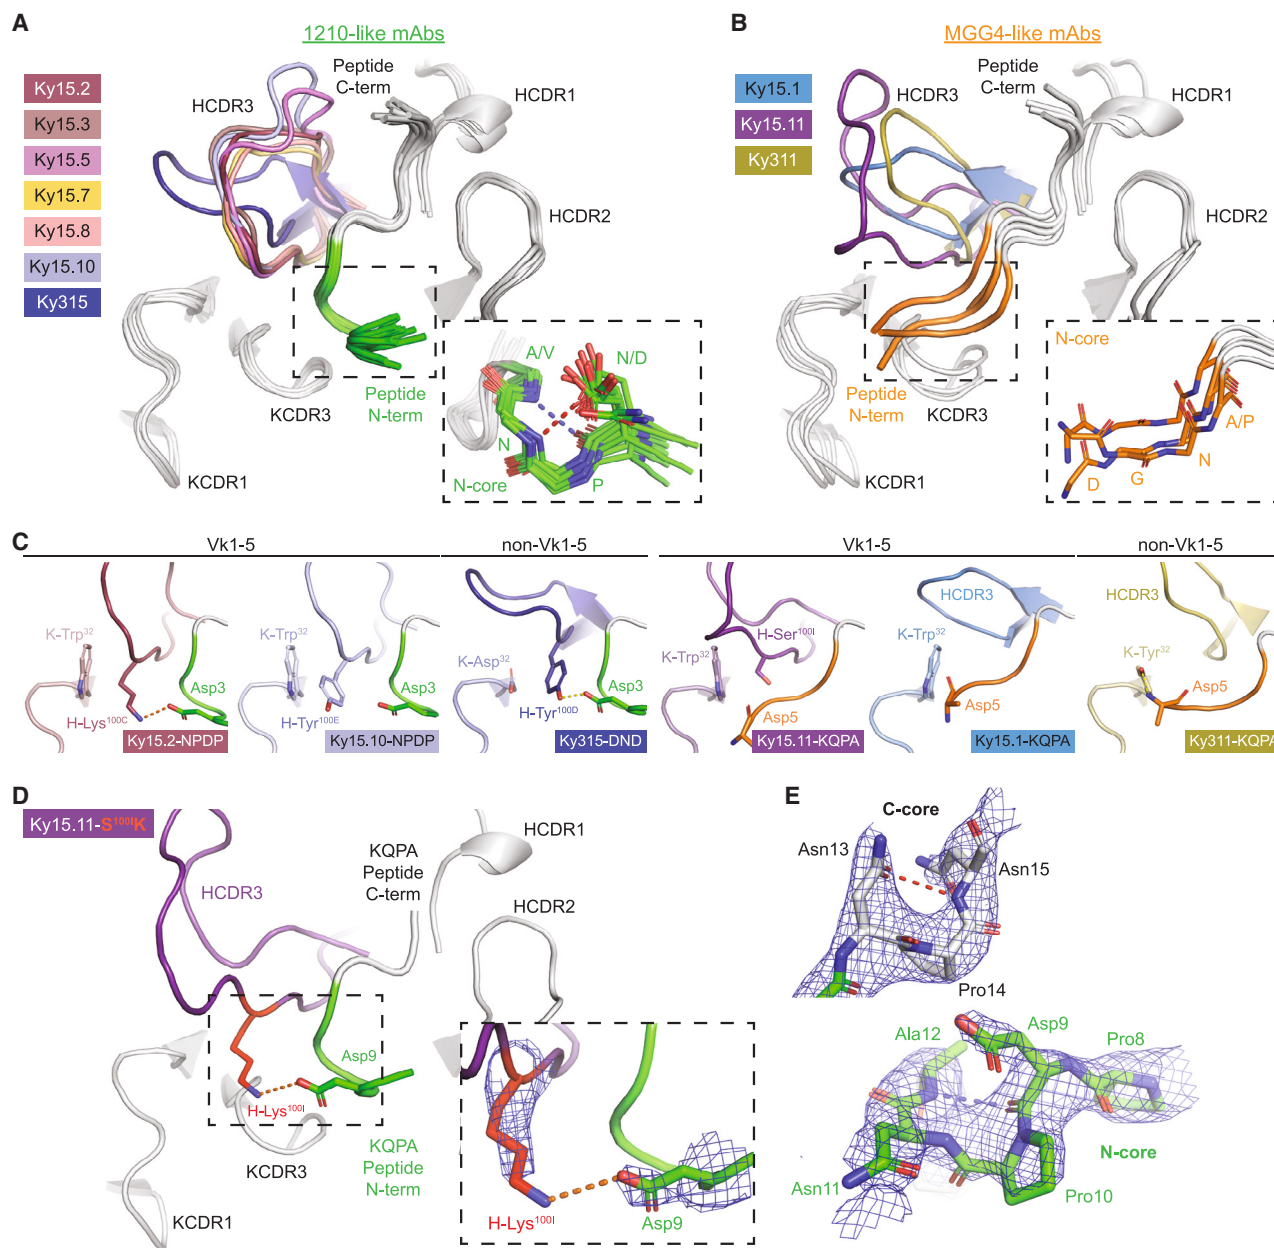 A
1210-like mAbs
Ky15.2
Ky15.3
Ky15.5
Ky15.7
Ky15.8
Ky15.10
Ky315
HCDR3
Peptide
C-term
HCDR1
HCDR2
KCDR3
KCDR1
Peptide
N-term
A/V
N/D
N
N-core
P
B
MGG4-like mAbs
Ky15.1
Ky15.11
Ky311
HCDR3
Peptide
C-term
HCDR1
HCDR2
Peptide
N-term
KCDR3
KCDR1
N-core
A/P
N
G
D
C
Vk1-5
non-Vk1-5
Vk1-5
non-Vk1-5
K-Trp32
Asp3
H-Lys100C
Ky15.2-NPDP
K-Trp32
Asp3
H-Tyr100E
Ky15.10-NPDP
K-Asp32
Asp3
H-Tyr100D
Ky315-DND
H-Ser100I
K-Trp32
Asp5
Ky15.11-KQPA
HCDR3
K-Trp32
Asp5
Ky15.1-KQPA
HCDR3
K-Tyr32
Asp5
Ky311-KQPA
D
Ky15.11-S100IK
HCDR3
KQPA
Peptide
C-term
HCDR1
HCDR2
Asp9
H-Lys100I
KCDR3
KQPA
Peptide
N-term
KCDR1
H-Lys100I
Asp9
E
C-core
Asn13
Asn15
Pro14
Ala12
Asp9
Pro8
N-core
Asn11
Pro10